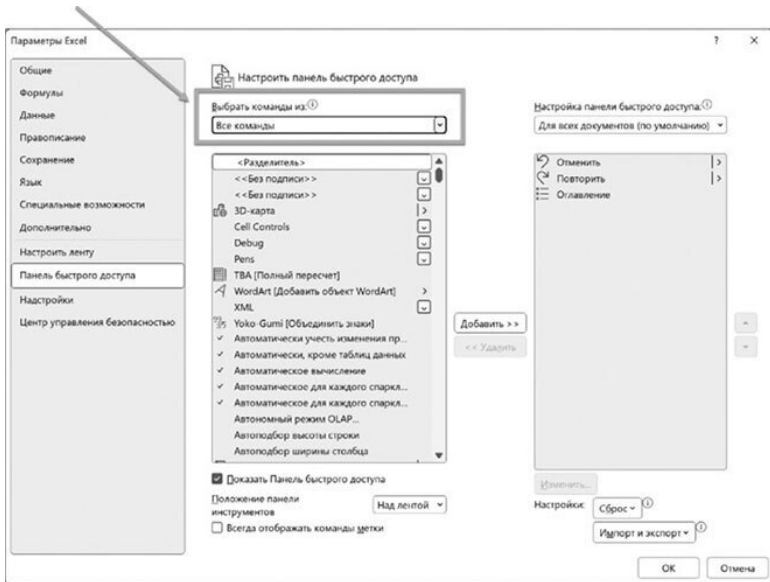 Параметры Excel
?
×
Общие
Формулы
Данные
Правописание
Сохранение
Язык
Специальные возможности
Дополнительно
Настроить ленту
Панель быстрого доступа
Надстройки
Центр управления безопасностью
Настроить панель быстрого доступа
Выбрать команды из:
Все команды
<Разделитель>
<<Без подписи>>
<<Без подписи>>
3D-карта
Cell Controls
Debug
Pens
TBA [Полный пересчет]
WordArt [Добавить объект WordArt]
XML
Yoko-Gumi [Объединить знаки]
Автоматически учесть изменения пр...
Автоматически, кроме таблиц данных
Автоматическое вычисление
Автоматическое для каждого спаркл...
Автоматическое для каждого спаркл...
Автономный режим OLAP...
Автоподбор высоты строки
Автоподбор ширины столбца
Показать Панель быстрого доступа
Положение панели
инструментов
Над лентой
Всегда отображать команды метки
Добавить >>
<< Удалить
Настройка панели быстрого доступа:
Для всех документов (по умолчанию)
Отменить
Повторить
Оглавление
Изменить...
Настройки:
Сброс
Импорт и экспорт
ОК
Отмена